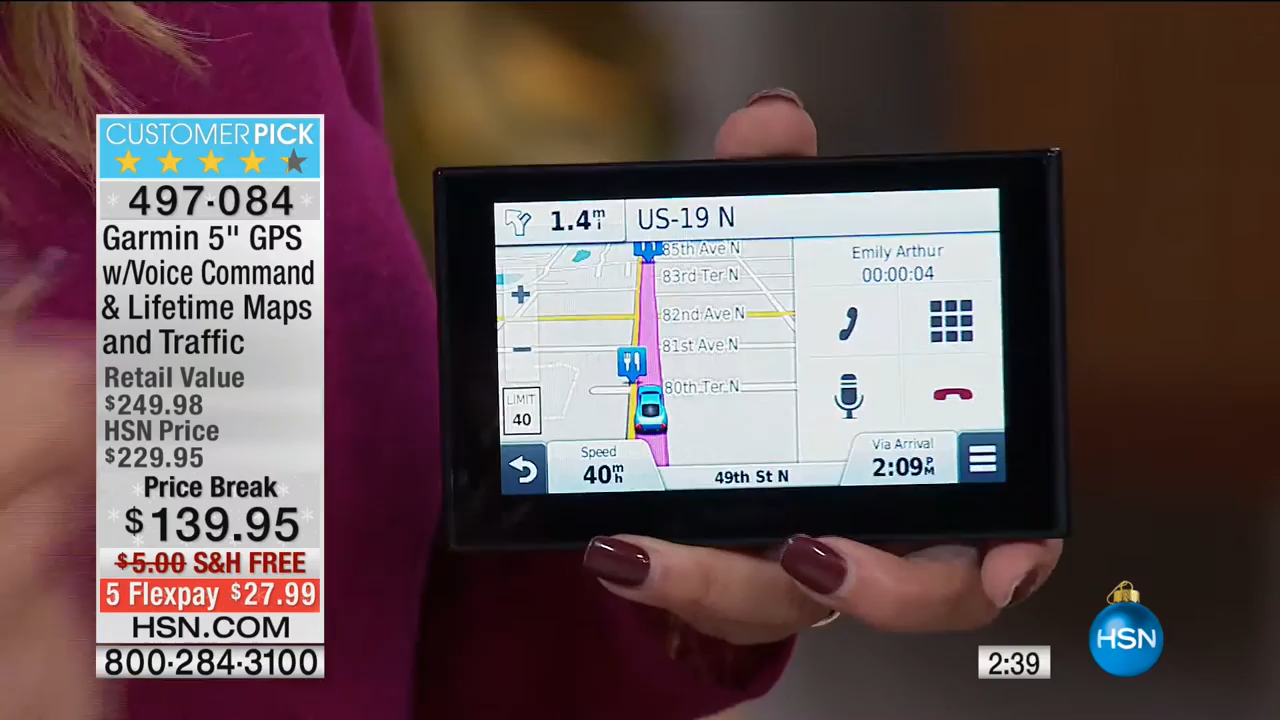 CUSTOMER PICK
497-084
Garmin 5" GPS
w/Voice Command
& Lifetime Maps
and Traffic
Retail Value
$249.98
HSN Price
$229.95
Price Break
$139.95
$5.00 S&H FREE
5 Flexpay $27.99
HSN.COM
800-284-3100
1.4 mi US-19 N
85th Ave N
83rd Ter N
82nd Ave N
81st Ave N
80th Ter N
Emily Arthur
00:00:04
+
-
LIMIT
40
Speed
40 mh
49th St N
Via Arrival
2:09 PM
2:39
HSN